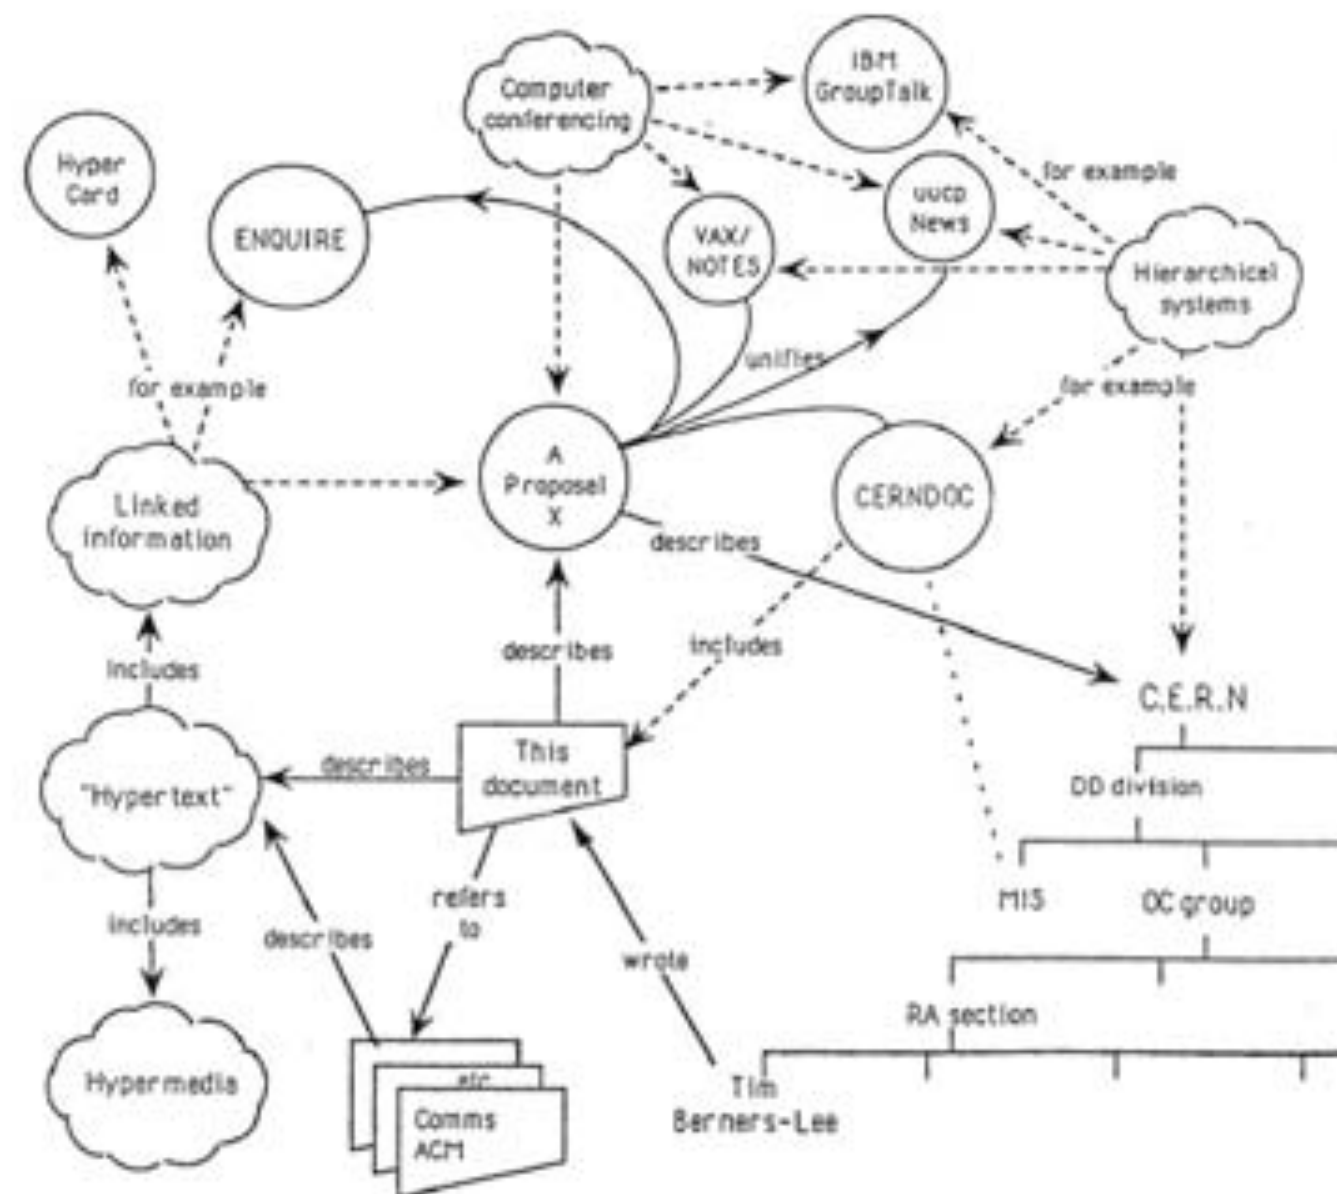 IBM
GroupTalk
Computer
conferencing
Hyper
Card
for example
uucp
News
ENQUIRE
VAX/
NOTES
Hierarchical
systems
unifies
for example
for example
A
Proposal
X
CERNDOC
Linked
information
describes
describes
includes
includes
C.E.R.N
This
document
describes
"Hypertext"
DD division
refers
to
MIS
OC group
includes
describes
wrote
RA section
Hypermedia
etc
Tim
Berners-Lee
Comms
ACM